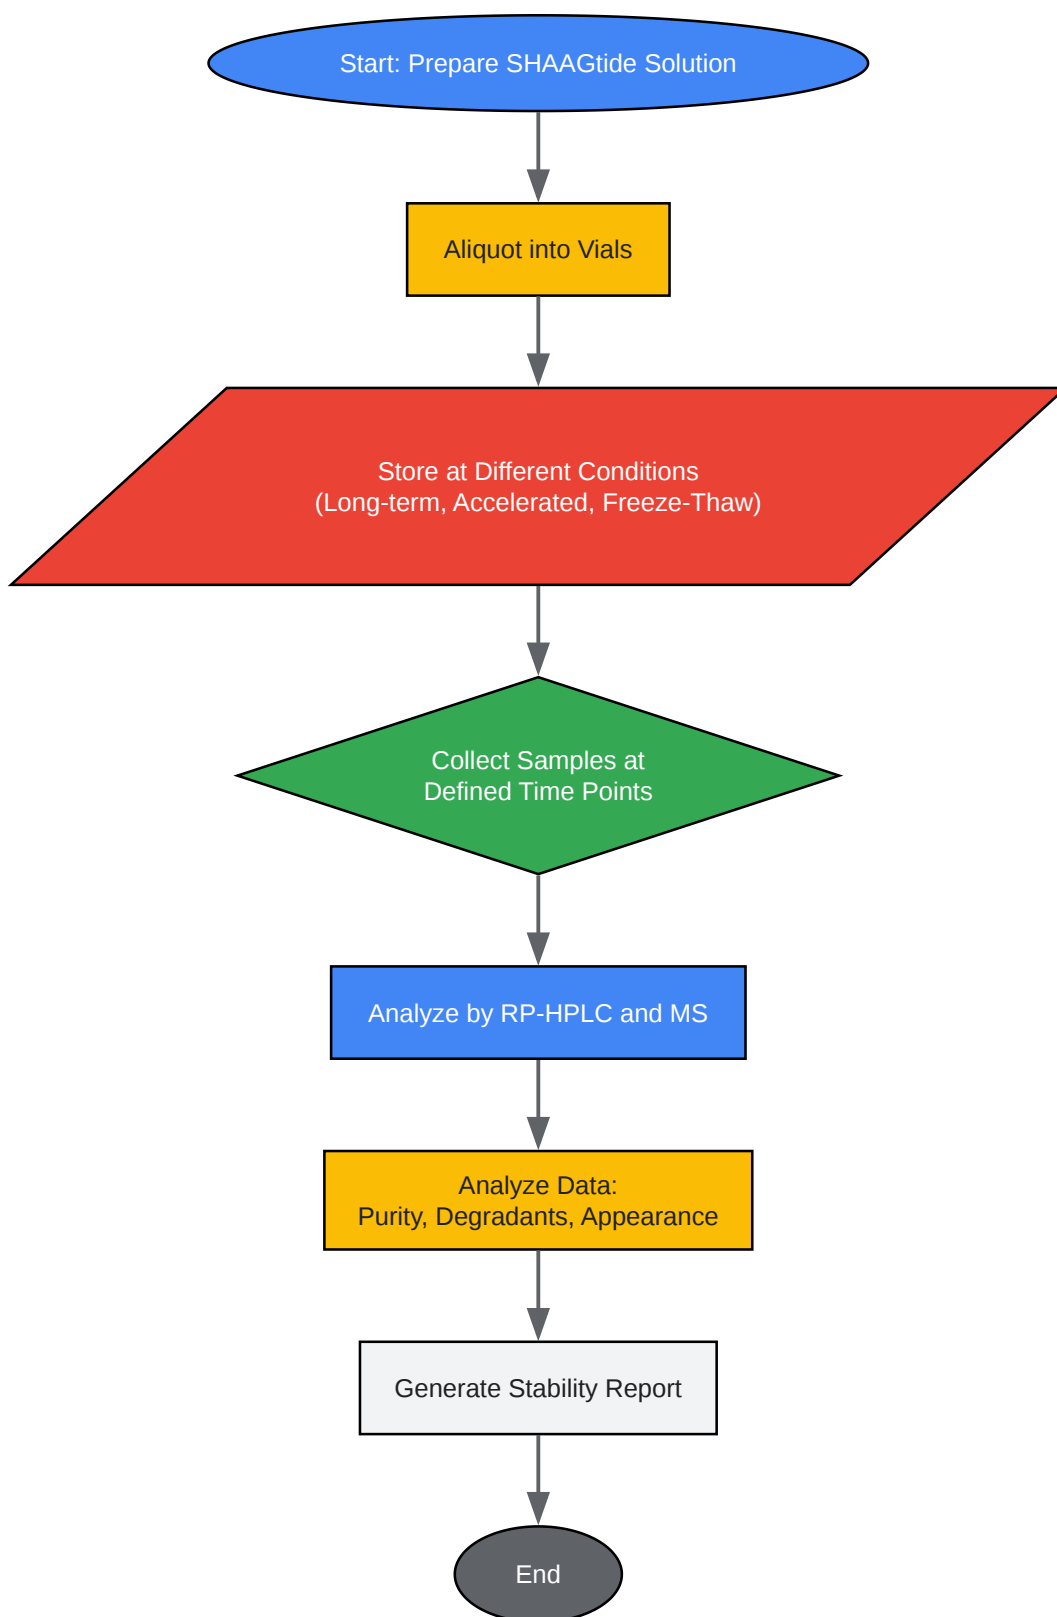 Start: Prepare SHAAGtide Solution
Aliquot into Vials
Store at Different Conditions
(Long-term, Accelerated, Freeze-Thaw)
Collect Samples at
Defined Time Points
Analyze by RP-HPLC and MS
Analyze Data:
Purity, Degradants, Appearance
Generate Stability Report
End